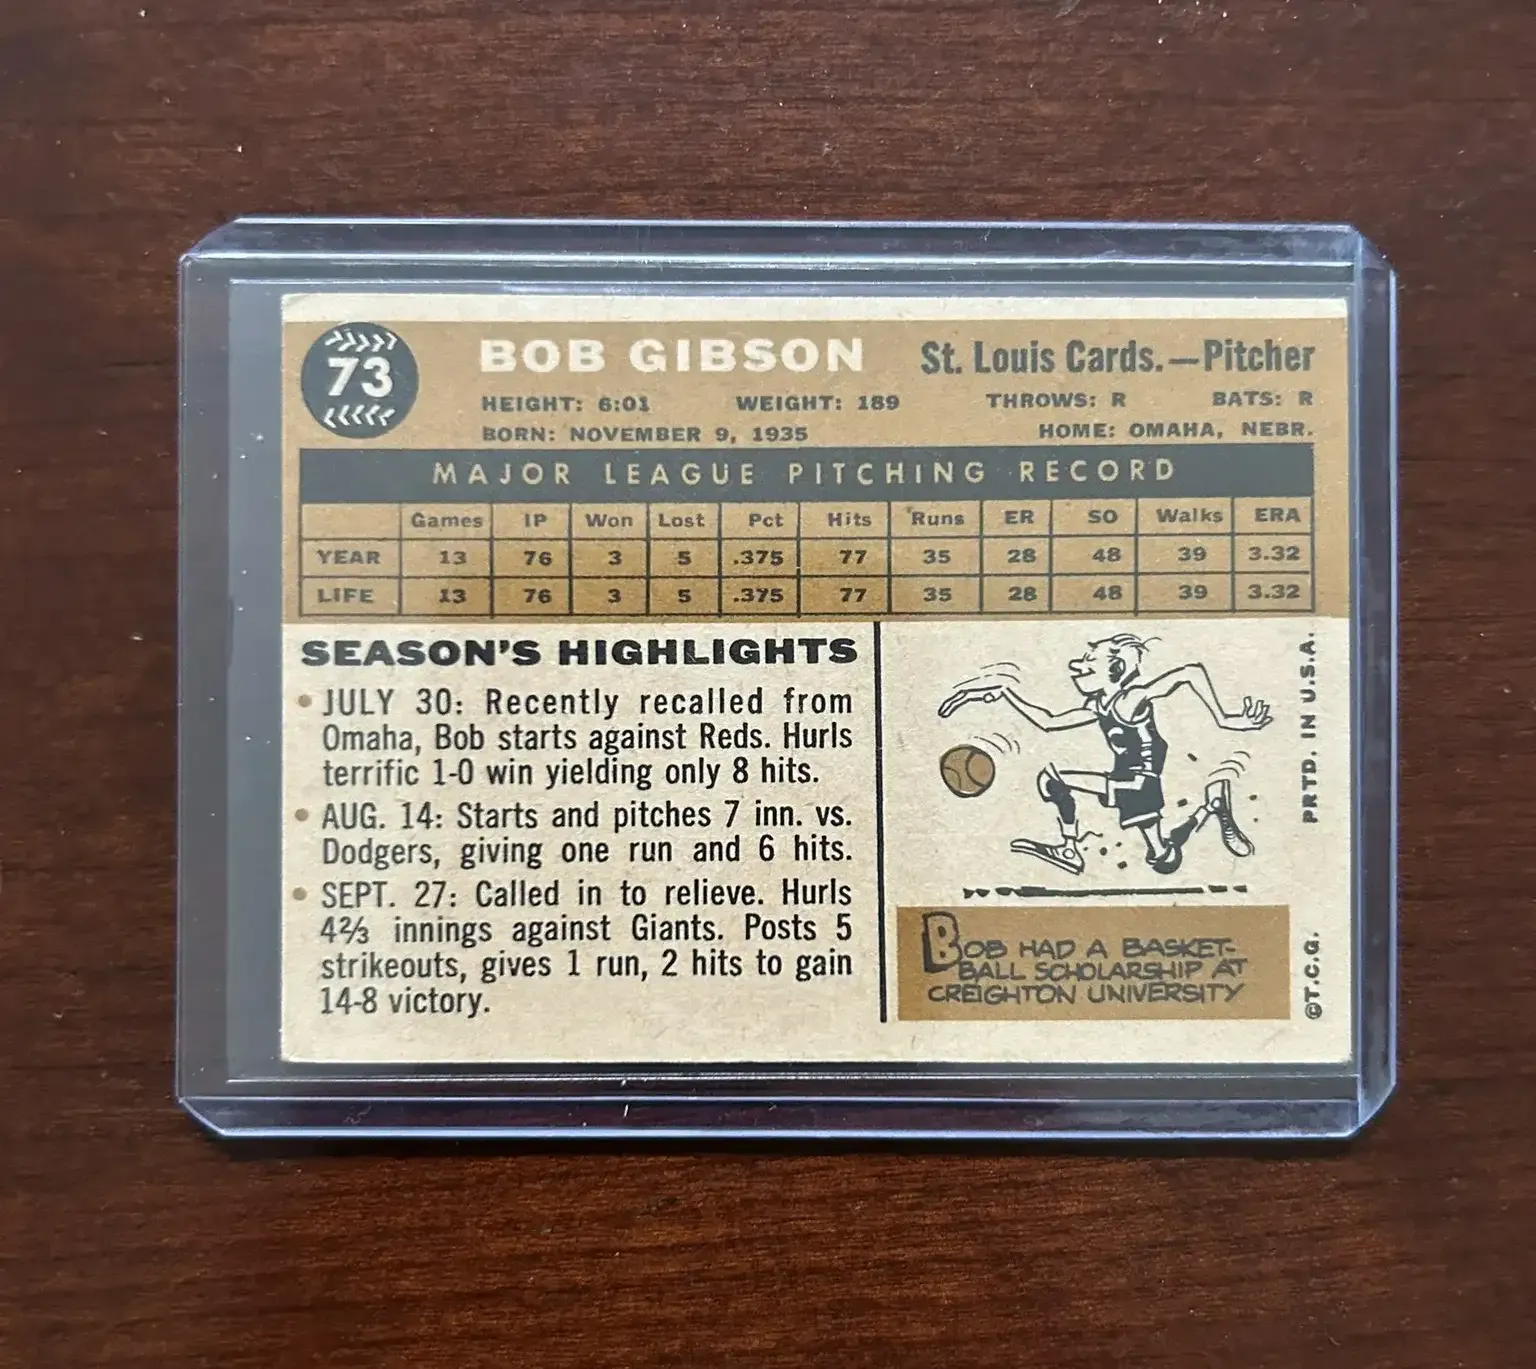 73
BOB GIBSON
St. Louis Cards.—Pitcher
HEIGHT: 6:01 WEIGHT: 189 THROWS: R BATS: R
BORN: NOVEMBER 9, 1935 HOME: OMAHA, NEBR.
MAJOR LEAGUE PITCHING RECORD
Games IP Won Lost Pct Hits Runs ER SO Walks ERA
YEAR 13 76 3 5 .375 77 35 28 48 39 3.32
LIFE 13 76 3 5 .375 77 35 28 48 39 3.32
SEASON'S HIGHLIGHTS
• JULY 30: Recently recalled from
Omaha, Bob starts against Reds. Hurls
terrific 1-0 win yielding only 8 hits.
• AUG. 14: Starts and pitches 7 inn. vs.
Dodgers, giving one run and 6 hits.
• SEPT. 27: Called in to relieve. Hurls
4⅔ innings against Giants. Posts 5
strikeouts, gives 1 run, 2 hits to gain
14-8 victory.
C
BOB HAD A BASKET-
BALL SCHOLARSHIP AT
CREIGHTON UNIVERSITY
©T.C.G. PRTD. IN U.S.A.